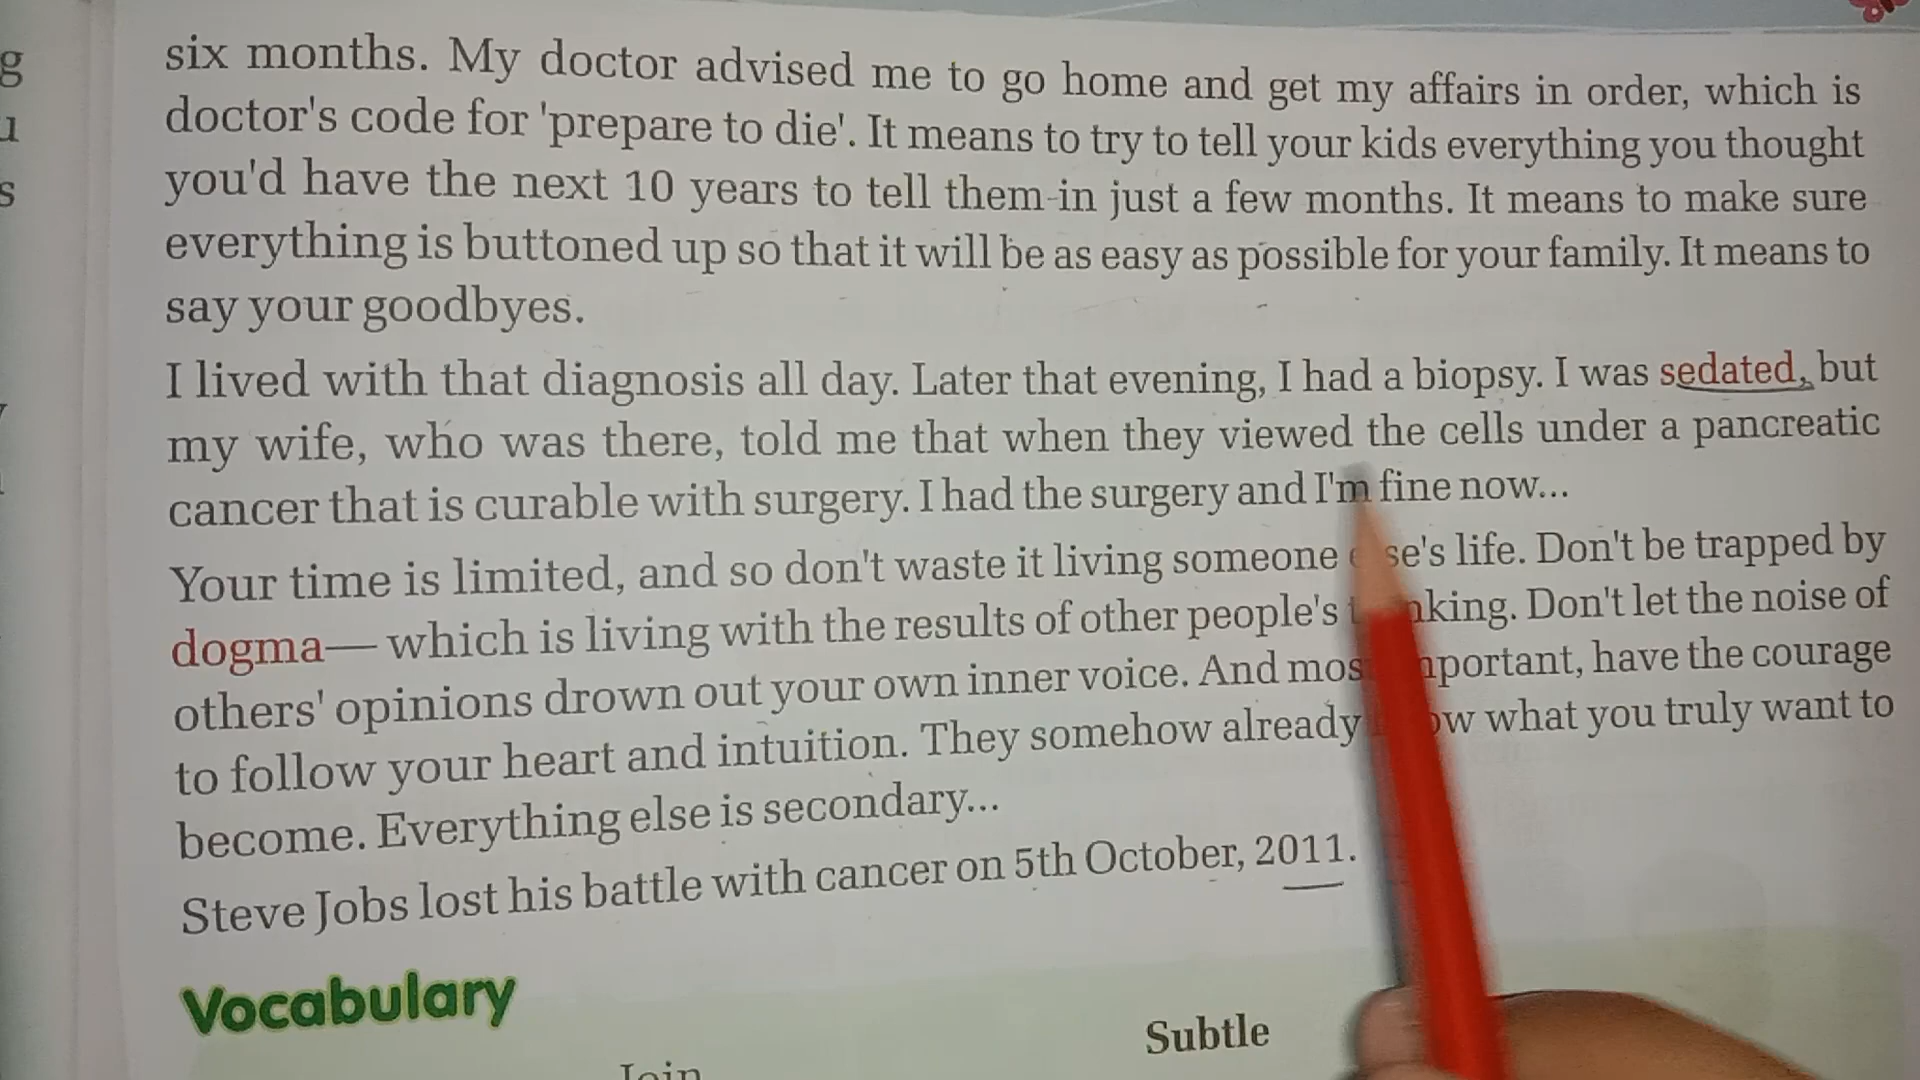 six months. My doctor advised me to go home and get my affairs in order, which is
doctor's code for 'prepare to die'. It means to try to tell your kids everything you thought
you'd have the next 10 years to tell them-in just a few months. It means to make sure
everything is buttoned up so that it will be as easy as possible for your family. It means to
say your goodbyes.
I lived with that diagnosis all day. Later that evening, I had a biopsy. I was sedated, but
my wife, who was there, told me that when they viewed the cells under a pancreatic
cancer that is curable with surgery. I had the surgery and I'm fine now...
Your time is limited, and so don't waste it living someone life. Don't be trapped by
dogma— which is living with the results of other people's Don't let the noise of
others' opinions drown out your own inner voice. And have the courage
to follow your heart and intuition. They somehow already what you truly want to
become. Everything else is secondary...
Steve Jobs lost his battle with cancer on 5th October, 2011.
Vocabulary
Subtle
Join